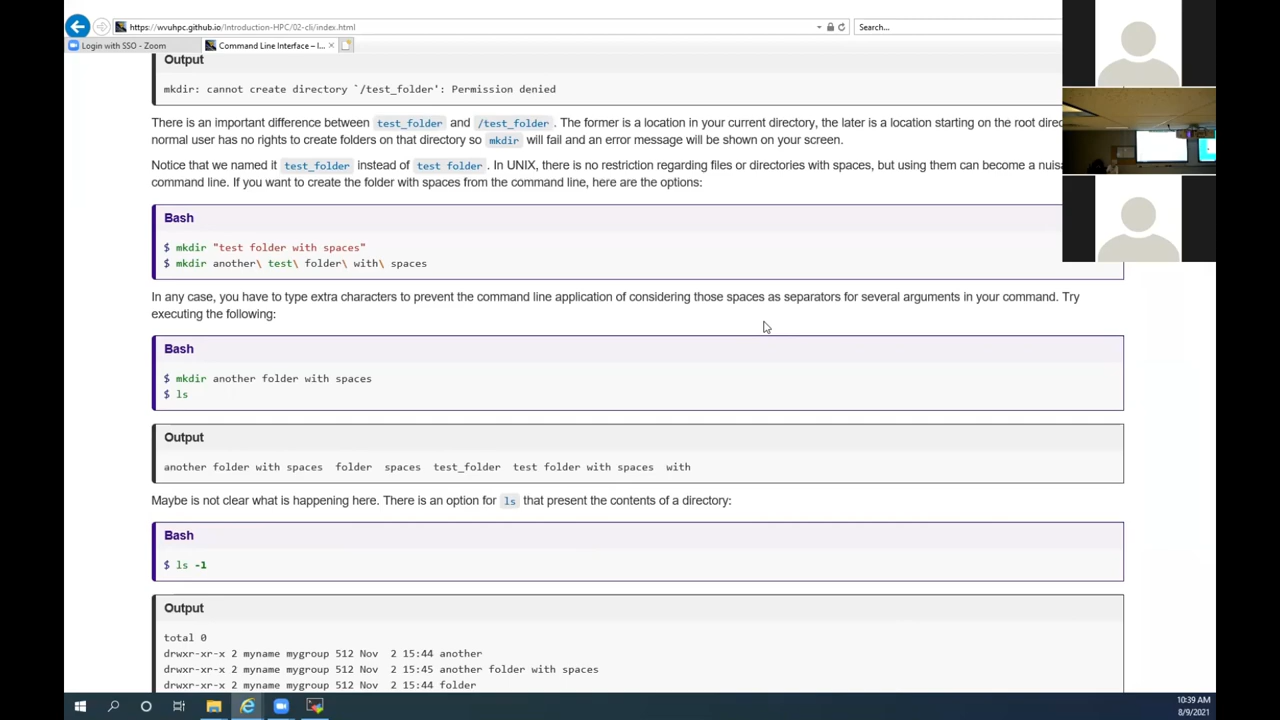 https://wvuhpc.github.io/Introduction-HPC/02-cli/index.html
Search...
Login with SSO - Zoom
Command Line Interface – I...
Output
mkdir: cannot create directory `/test_folder': Permission denied
There is an important difference between test_folder and /test_folder . The former is a location in your current directory, the later is a location starting on the root direc
normal user has no rights to create folders on that directory so mkdir will fail and an error message will be shown on your screen.
Notice that we named it test_folder instead of test folder . In UNIX, there is no restriction regarding files or directories with spaces, but using them can become a nuis
command line. If you want to create the folder with spaces from the command line, here are the options:
Bash
$ mkdir "test folder with spaces"
$ mkdir another\ test\ folder\ with\ spaces
In any case, you have to type extra characters to prevent the command line application of considering those spaces as separators for several arguments in your command. Try
executing the following:
Bash
$ mkdir another folder with spaces
$ ls
Output
another folder with spaces  folder  spaces  test_folder  test folder with spaces  with
Maybe is not clear what is happening here. There is an option for ls that present the contents of a directory:
Bash
$ ls -l
Output
total 0
drwxr-xr-x 2 myname mygroup 512 Nov  2 15:44 another
drwxr-xr-x 2 myname mygroup 512 Nov  2 15:45 another folder with spaces
drwxr-xr-x 2 myname mygroup 512 Nov  2 15:44 folder
10:39 AM
8/9/2021